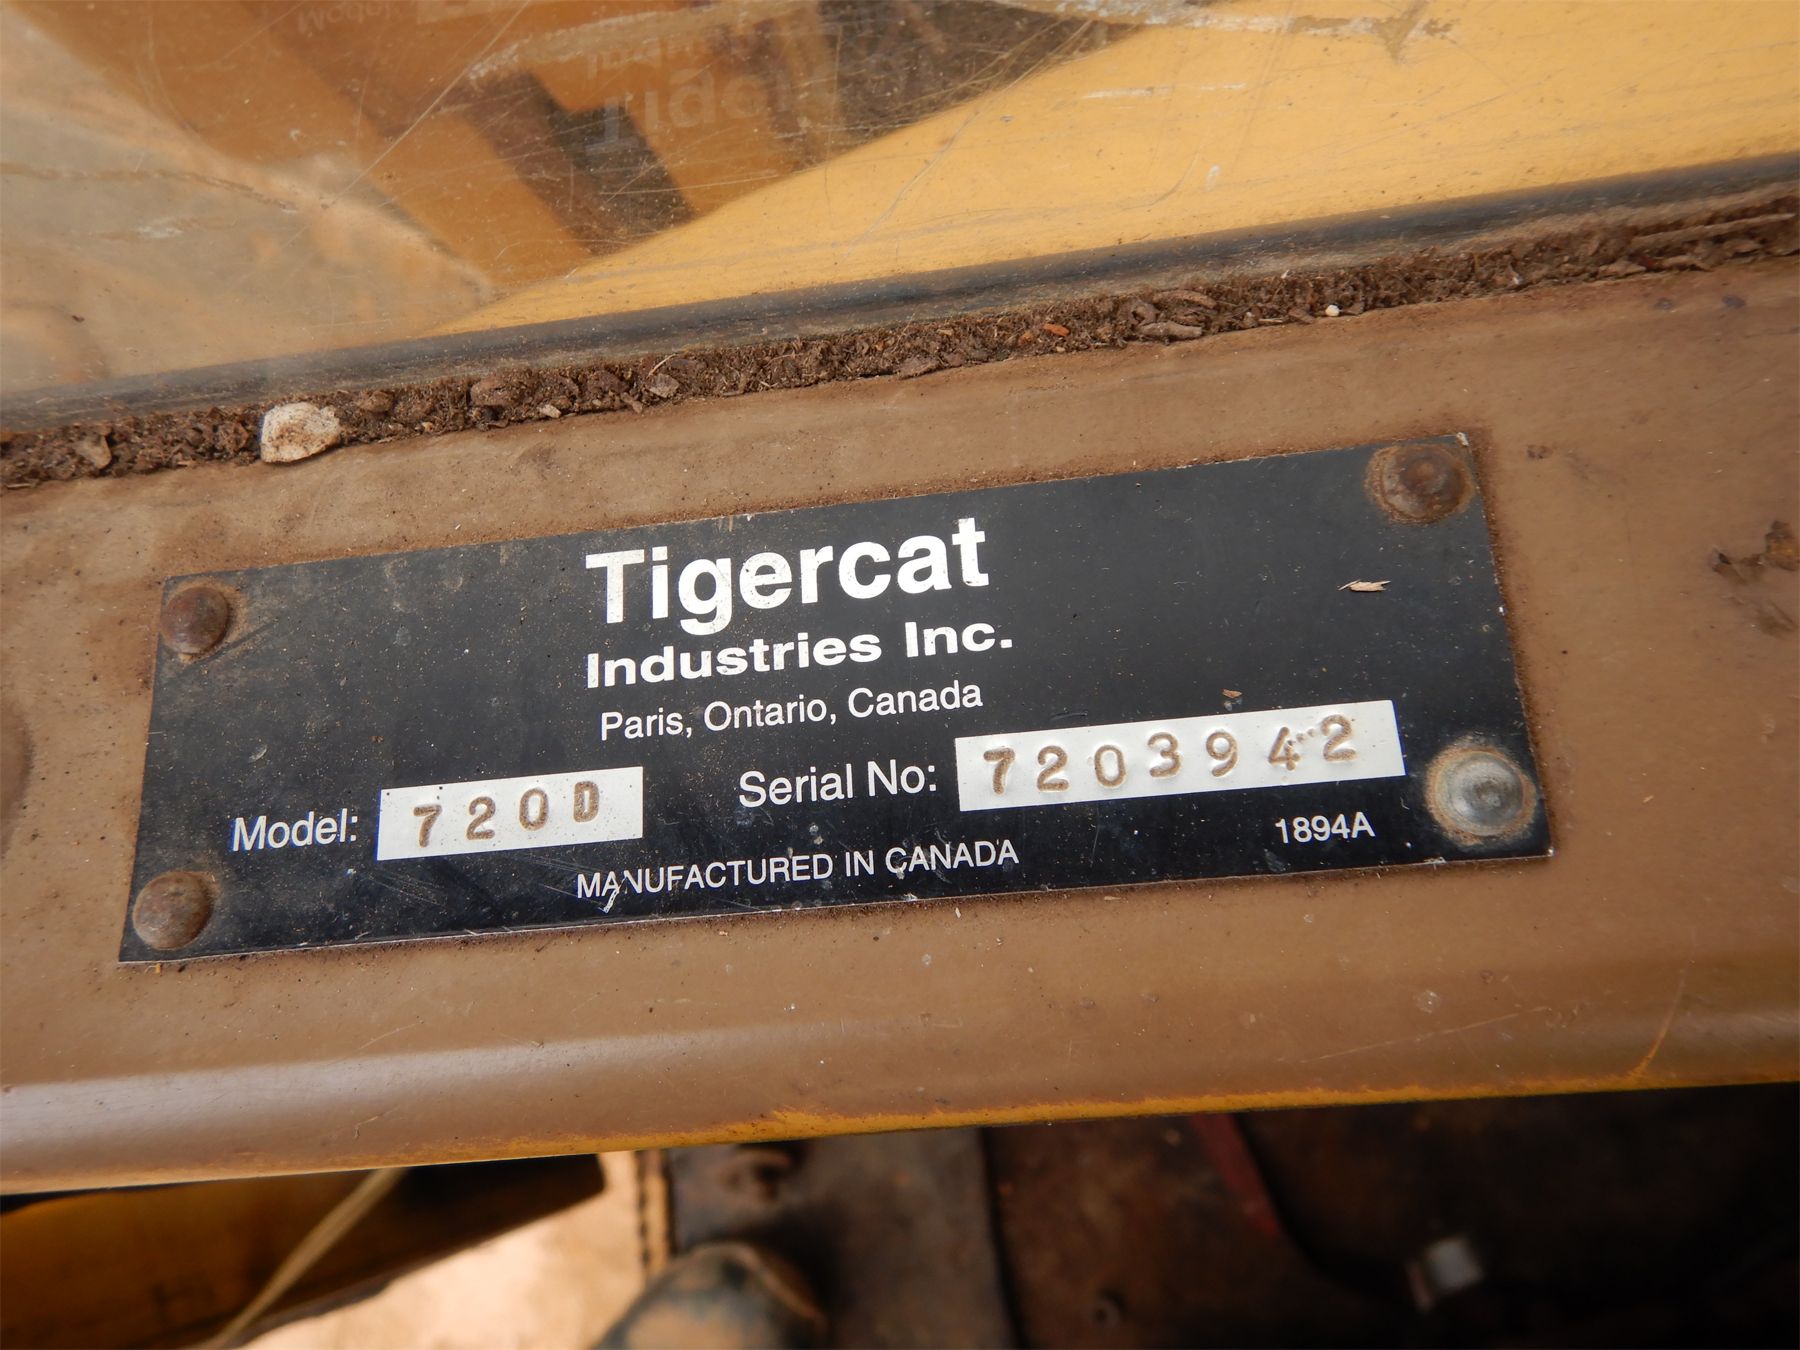 Tigercat
Industries Inc.
Paris, Ontario, Canada
Model: 720D
Serial No: 7203942
MANUFACTURED IN CANADA
1894A